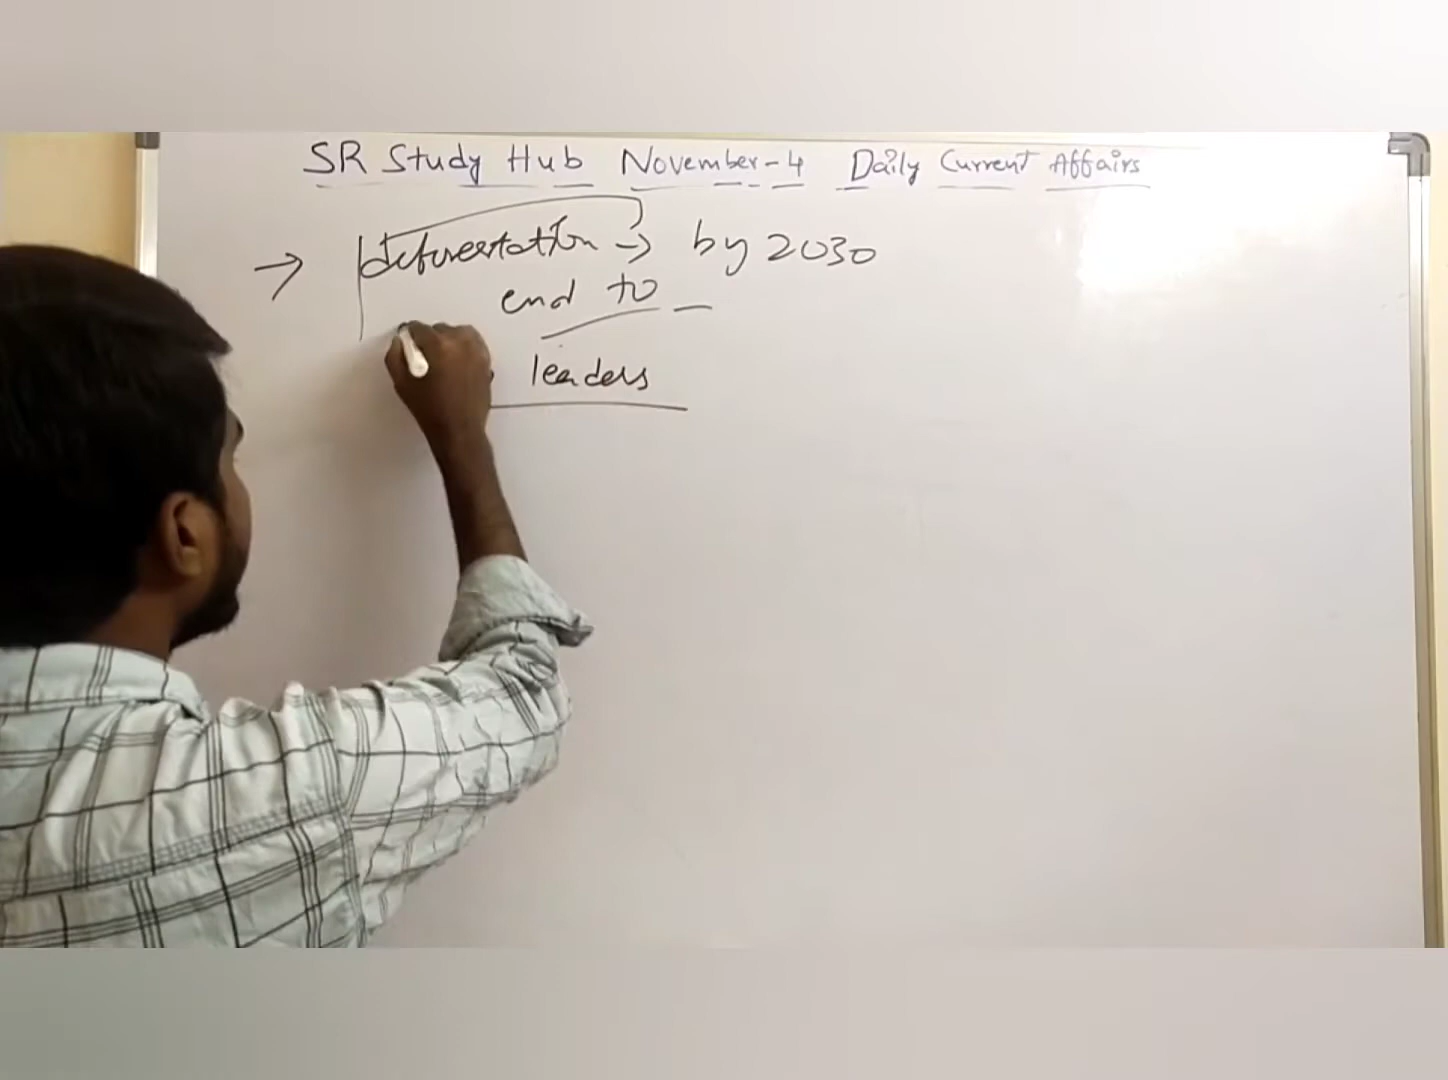 SR Study Hub November-4 Daily Current Affairs
→ deforestation → by 2030
end to
leaders